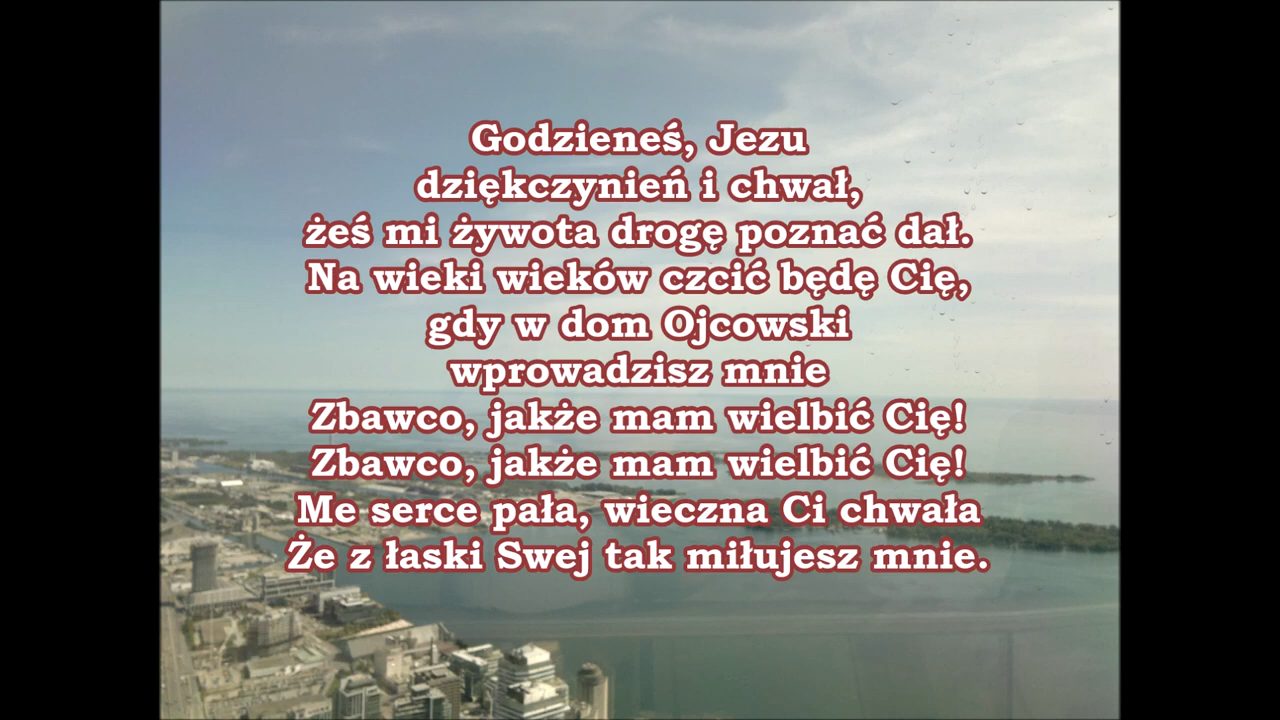 Godzieneś, Jezu
dziękczynień i chwał,
żeś mi żywota drogę poznać dał.
Na wieki wieków czcić będę Cię,
gdy w dom Ojcowski
wprowadzisz mnie
Zbawco, jakże mam wielbić Cię!
Zbawco, jakże mam wielbić Cię!
Me serce pała, wieczna Ci chwała
Że z łaski Swej tak miłujesz mnie.